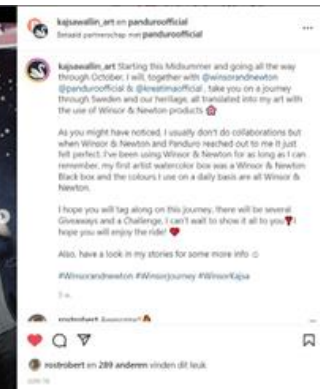 kajsawallin_art en panduroofficial
Betaald partnerschap met panduroofficial
kajsawallin_art Starting this Midsummer and going all the way
through October, I will, together with @winsorandnewton
@panduroofficial & @kreatimaofficial, take you on a journey
through Sweden and our heritage, all translated into my art with
the use of Winsor & Newton products
As you might have noticed, I usually don't do collaborations but
when Winsor & Newton and Panduro reached out to me it just
felt perfect. I've been using Winsor & Newton for as long as I can
remember, my first artist watercolor box was a Winsor & Newton
Black box and the colours I use on a daily basis are all Winsor &
Newton.
I hope you will tag along on this journey, there will be several
Giveaways and a Challenge, I can't wait to show it all to you❣️I
hope you will enjoy the ride! ❤️
Also, have a look in my stories for some more info ☺
#Winsorandnewton #Winsorjourney #WinsorKajsa
rostrobert Awesome
rostrobert en 289 anderen vinden dit leuk